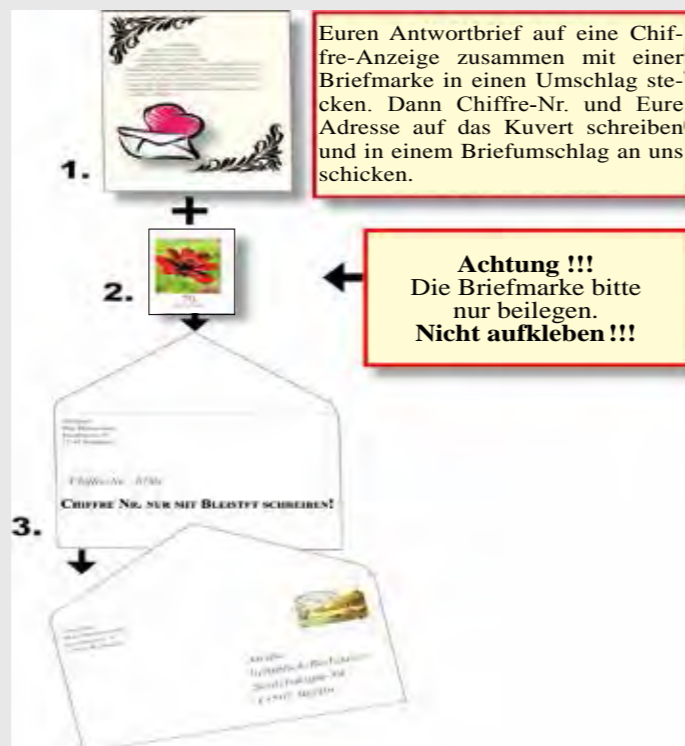 Euren Antwortbrief auf eine Chif-
fre-Anzeige zusammen mit einer
Briefmarke in einen Umschlag ste-
cken. Dann Chiffre-Nr. und Eure
Adresse auf das Kuvert schreiben
und in einem Briefumschlag an uns
schicken.
1.
+
2.
Achtung !!!
Die Briefmarke bitte
nur beilegen.
Nicht aufkleben !!!
CHIFFRE NR. NUR MIT BLEISTFT SCHREIBEN!
3.